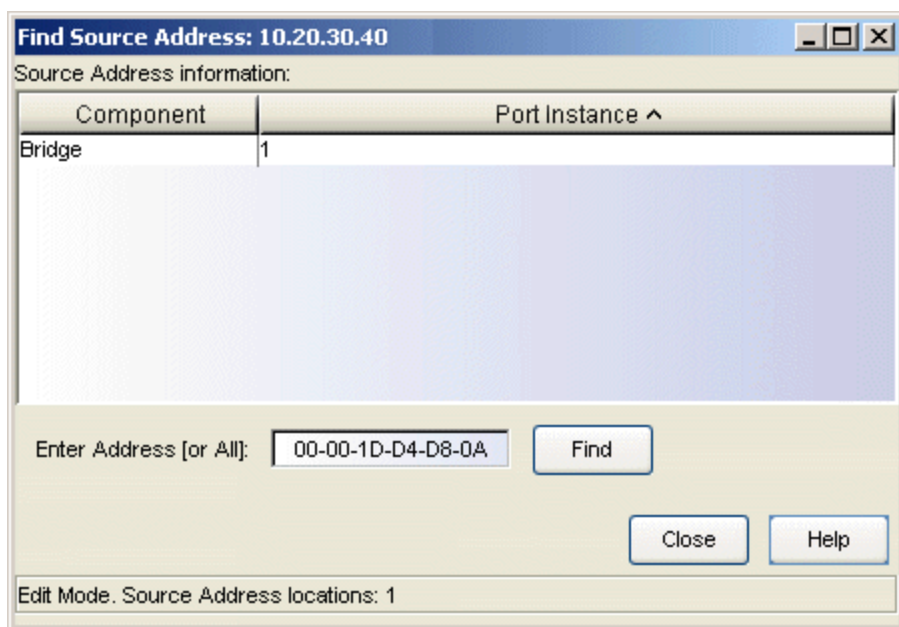 Find Source Address: 10.20.30.40
Source Address information:
Component Port Instance
Bridge 1
Enter Address [or All]: 00-00-1D-D4-D8-0A Find
Close Help
Edit Mode. Source Address locations: 1